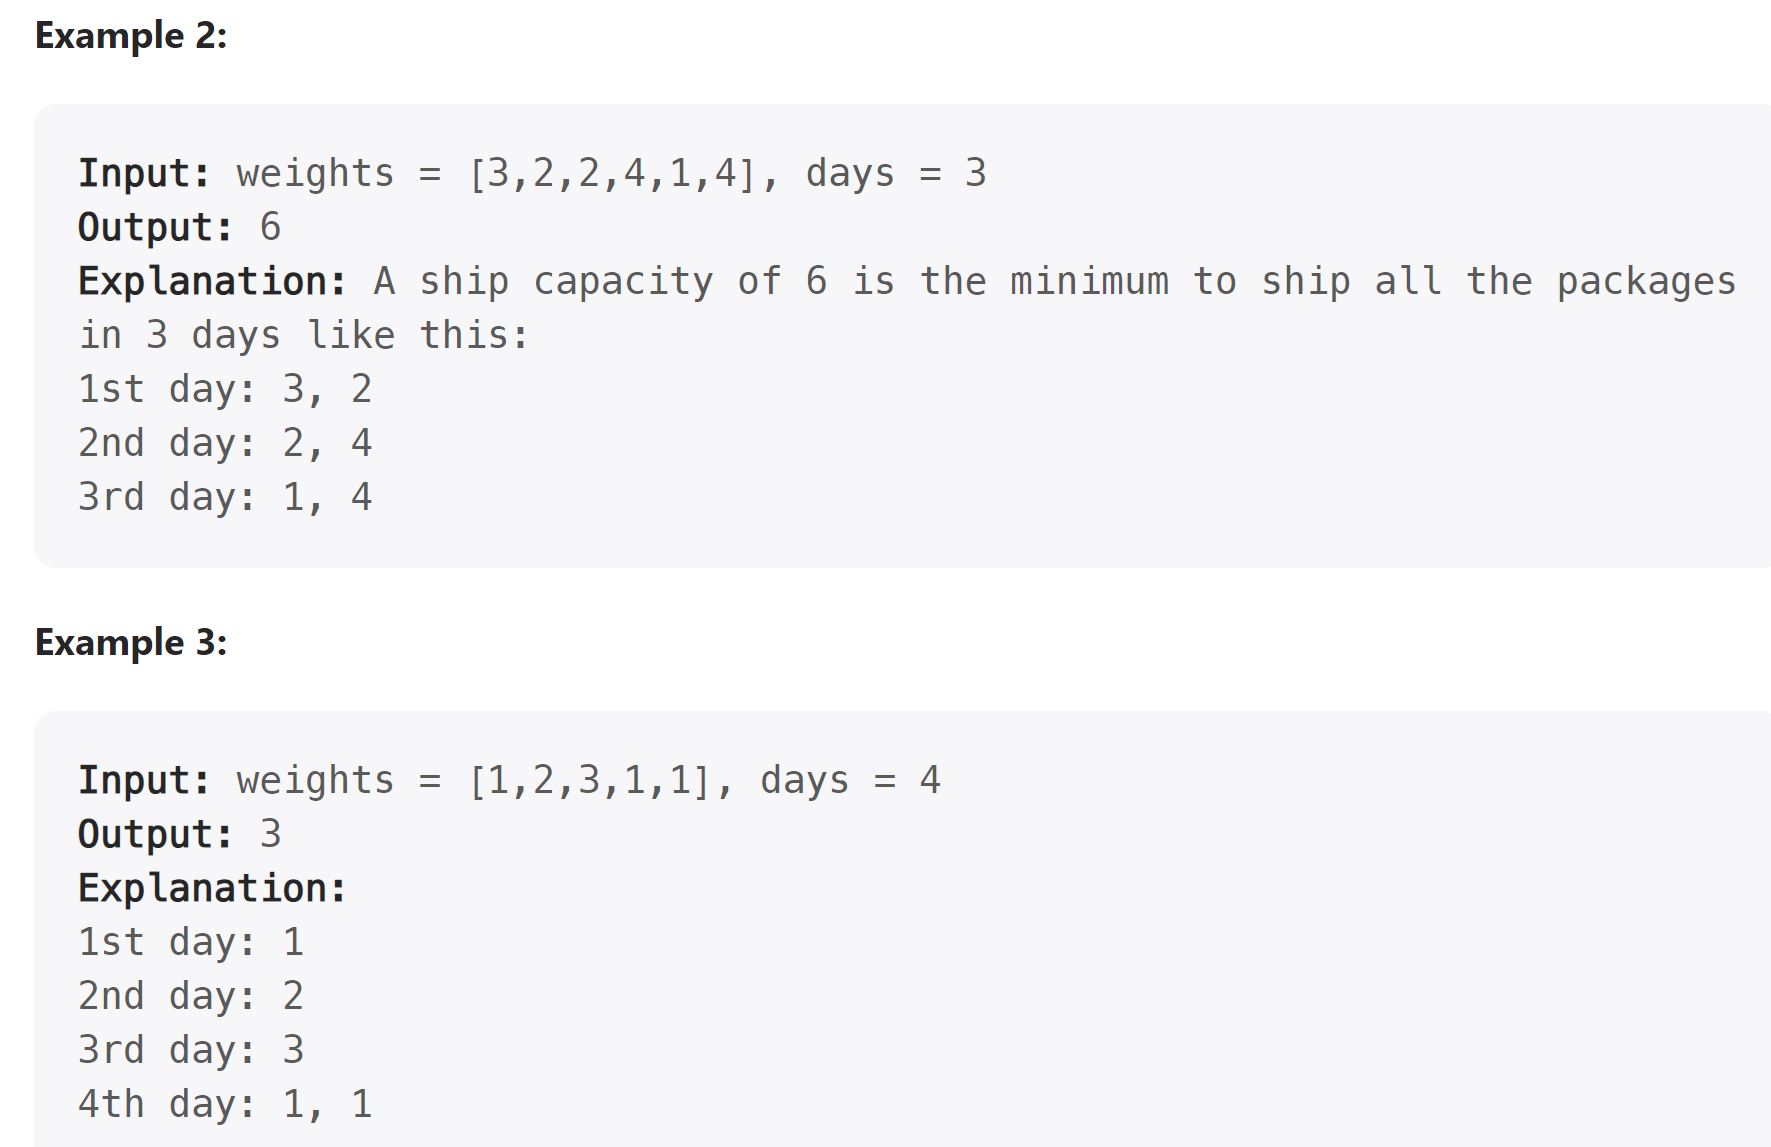 Example 2:
Input: weights = [3,2,2,4,1,4], days = 3
Output: 6
Explanation: A ship capacity of 6 is the minimum to ship all the packages
in 3 days like this:
1st day: 3, 2
2nd day: 2, 4
3rd day: 1, 4
Example 3:
Input: weights = [1,2,3,1,1], days = 4
Output: 3
Explanation:
1st day: 1
2nd day: 2
3rd day: 3
4th day: 1, 1